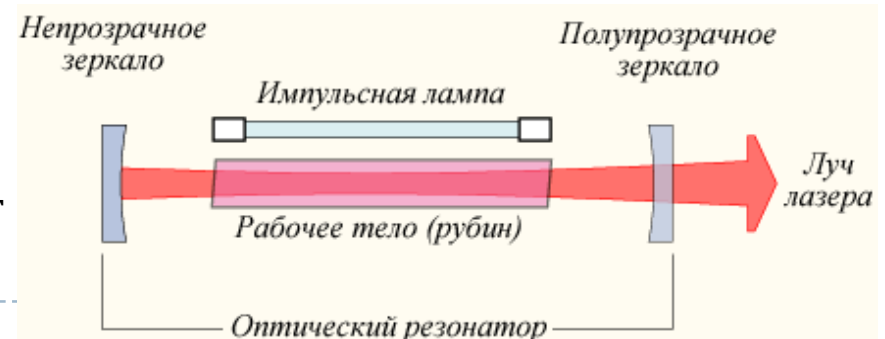 Непрозрачное
зеркало
Полупрозрачное
зеркало
Импульсная лампа
Луч
лазера
Рабочее тело (рубин)
Оптический резонатор